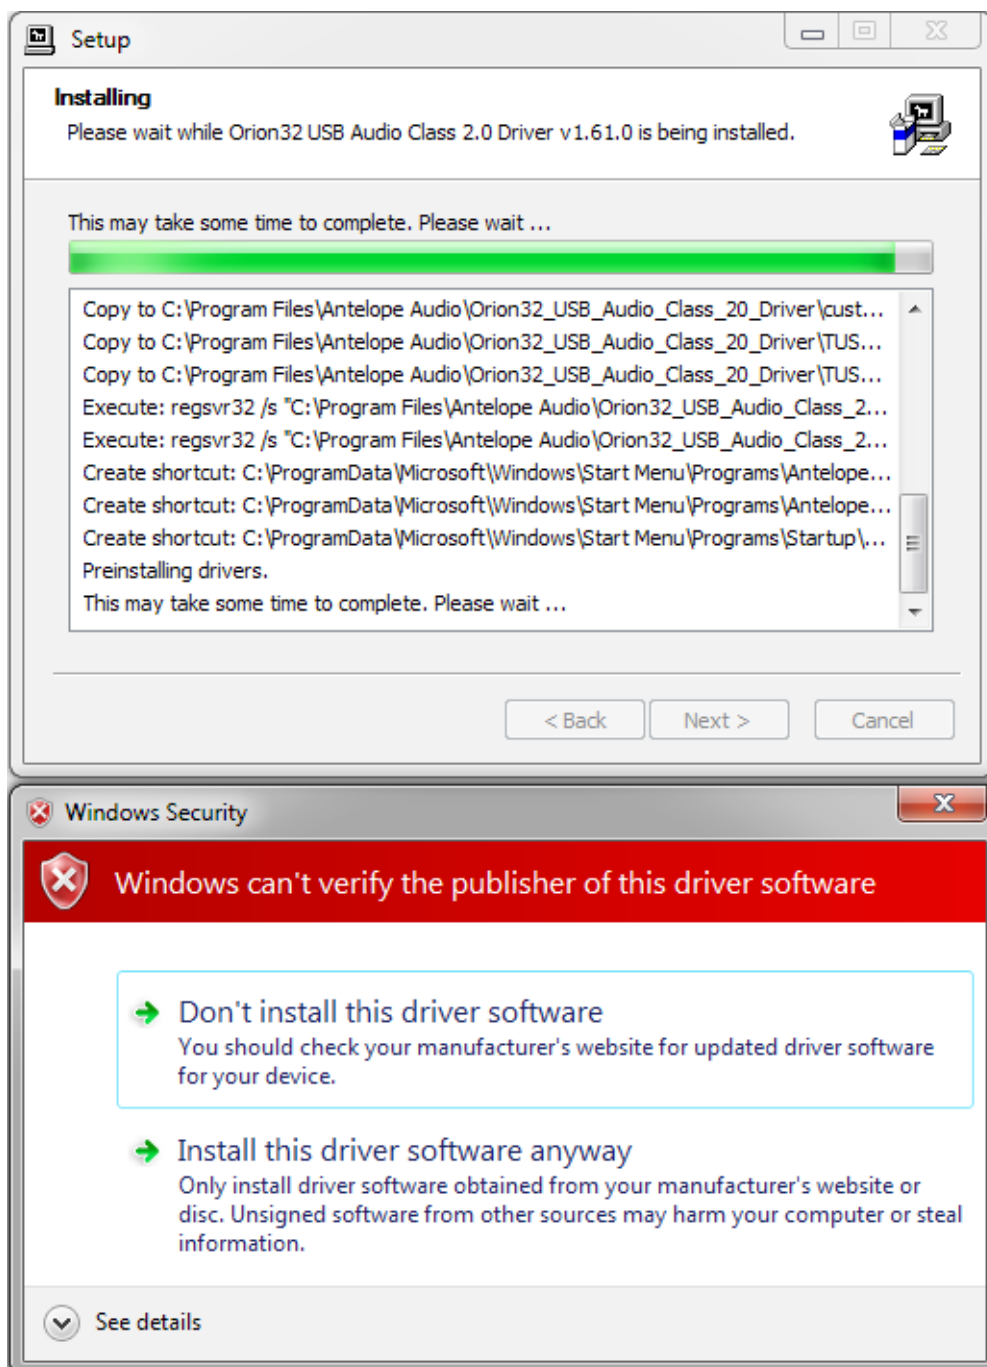 Setup
Installing
Please wait while Orion32 USB Audio Class 2.0 Driver v1.61.0 is being installed.
This may take some time to complete. Please wait ...
Copy to C:\Program Files\Antelope Audio\Orion32_USB_Audio_Class_20_Driver\cust...
Copy to C:\Program Files\Antelope Audio\Orion32_USB_Audio_Class_20_Driver\TUS...
Copy to C:\Program Files\Antelope Audio\Orion32_USB_Audio_Class_20_Driver\TUS...
Execute: regsvr32 /s "C:\Program Files\Antelope Audio\Orion32_USB_Audio_Class_2...
Execute: regsvr32 /s "C:\Program Files\Antelope Audio\Orion32_USB_Audio_Class_2...
Create shortcut: C:\ProgramData\Microsoft\Windows\Start Menu\Programs\Antelope...
Create shortcut: C:\ProgramData\Microsoft\Windows\Start Menu\Programs\Antelope...
Create shortcut: C:\ProgramData\Microsoft\Windows\Start Menu\Programs\Startup\...
Preinstalling drivers.
This may take some time to complete. Please wait ...
< Back Next > Cancel
Windows Security
Windows can't verify the publisher of this driver software
Don't install this driver software
You should check your manufacturer's website for updated driver software
for your device.
Install this driver software anyway
Only install driver software obtained from your manufacturer's website or
disc. Unsigned software from other sources may harm your computer or steal
information.
See details